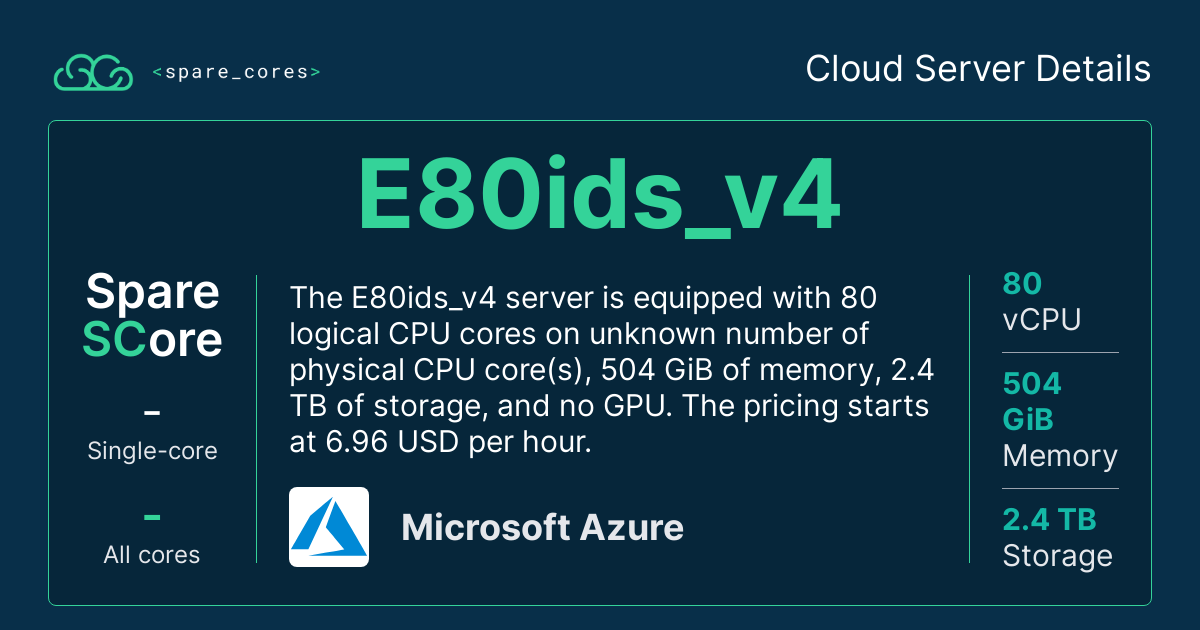 <spare_cores>
Cloud Server Details
E80ids_v4
Spare
SCore
–
Single-core
-
All cores
The E80ids_v4 server is equipped with 80
logical CPU cores on unknown number of
physical CPU core(s), 504 GiB of memory, 2.4
TB of storage, and no GPU. The pricing starts
at 6.96 USD per hour.
Microsoft Azure
80
vCPU
504
GiB
Memory
2.4 TB
Storage